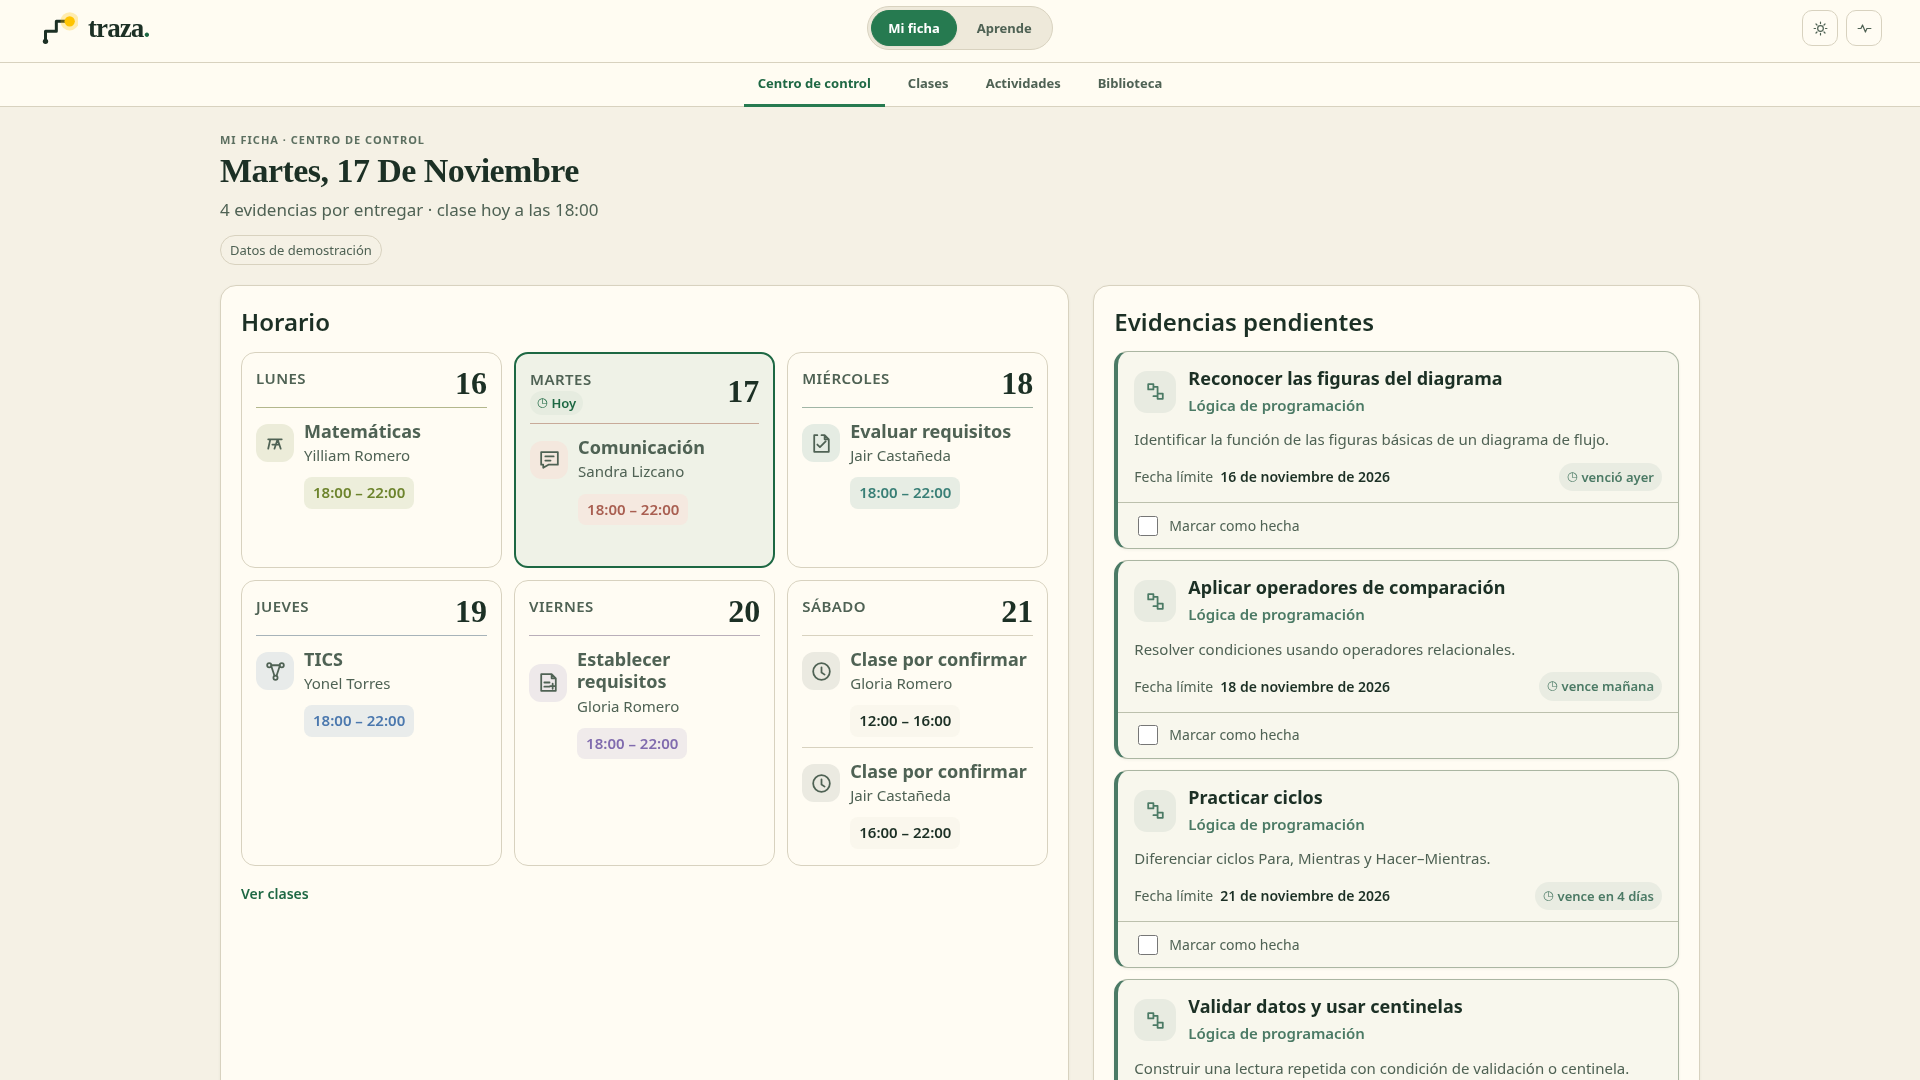 traza.
Mi ficha
Aprende
Centro de control
Clases
Actividades
Biblioteca
MI FICHA · CENTRO DE CONTROL
Martes, 17 De Noviembre
4 evidencias por entregar · clase hoy a las 18:00
Datos de demostración
Horario
LUNES
16
Matemáticas
Yilliam Romero
18:00 – 22:00
MARTES
17
Hoy
Comunicación
Sandra Lizcano
18:00 – 22:00
MIÉRCOLES
18
Evaluar requisitos
Jair Castañeda
18:00 – 22:00
JUEVES
19
TICS
Yonel Torres
18:00 – 22:00
VIERNES
20
Establecer
requisitos
Gloria Romero
18:00 – 22:00
SÁBADO
21
Clase por confirmar
Gloria Romero
12:00 – 16:00
Clase por confirmar
Jair Castañeda
16:00 – 22:00
Ver clases
Evidencias pendientes
Reconocer las figuras del diagrama
Lógica de programación
Identificar la función de las figuras básicas de un diagrama de flujo.
Fecha límite 16 de noviembre de 2026
venció ayer
Marcar como hecha
Aplicar operadores de comparación
Lógica de programación
Resolver condiciones usando operadores relacionales.
Fecha límite 18 de noviembre de 2026
vence mañana
Marcar como hecha
Practicar ciclos
Lógica de programación
Diferenciar ciclos Para, Mientras y Hacer–Mientras.
Fecha límite 21 de noviembre de 2026
vence en 4 días
Marcar como hecha
Validar datos y usar centinelas
Lógica de programación
Construir una lectura repetida con condición de validación o centinela.